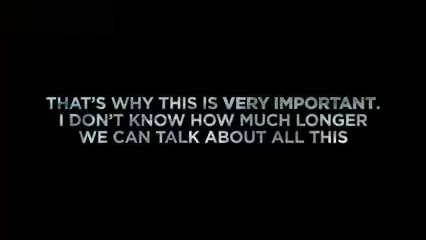 THAT'S WHY THIS IS VERY IMPORTANT.
I DON'T KNOW HOW MUCH LONGER
WE CAN TALK ABOUT ALL THIS